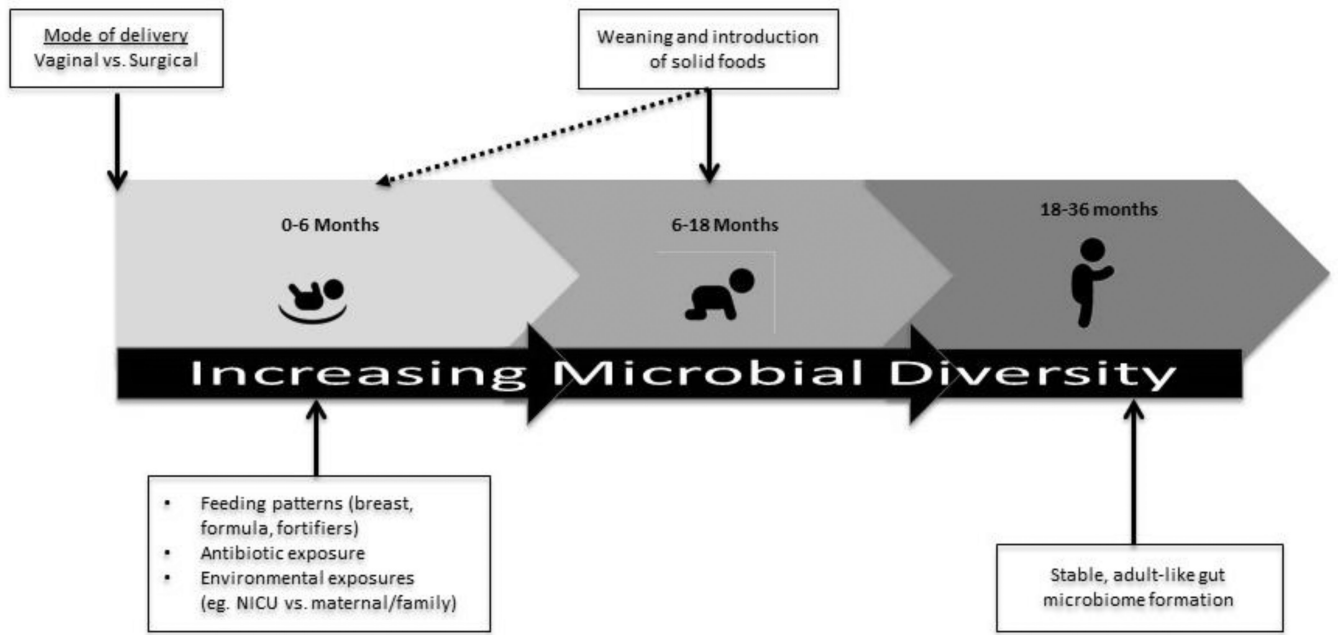 Mode of delivery
Vaginal vs. Surgical
Weaning and introduction
of solid foods
0-6 Months
6-18 Months
18-36 months
Increasing Microbial Diversity
• Feeding patterns (breast,
formula, fortifiers)
• Antibiotic exposure
• Environmental exposures
(eg. NICU vs. maternal/family)
Stable, adult-like gut
microbiome formation